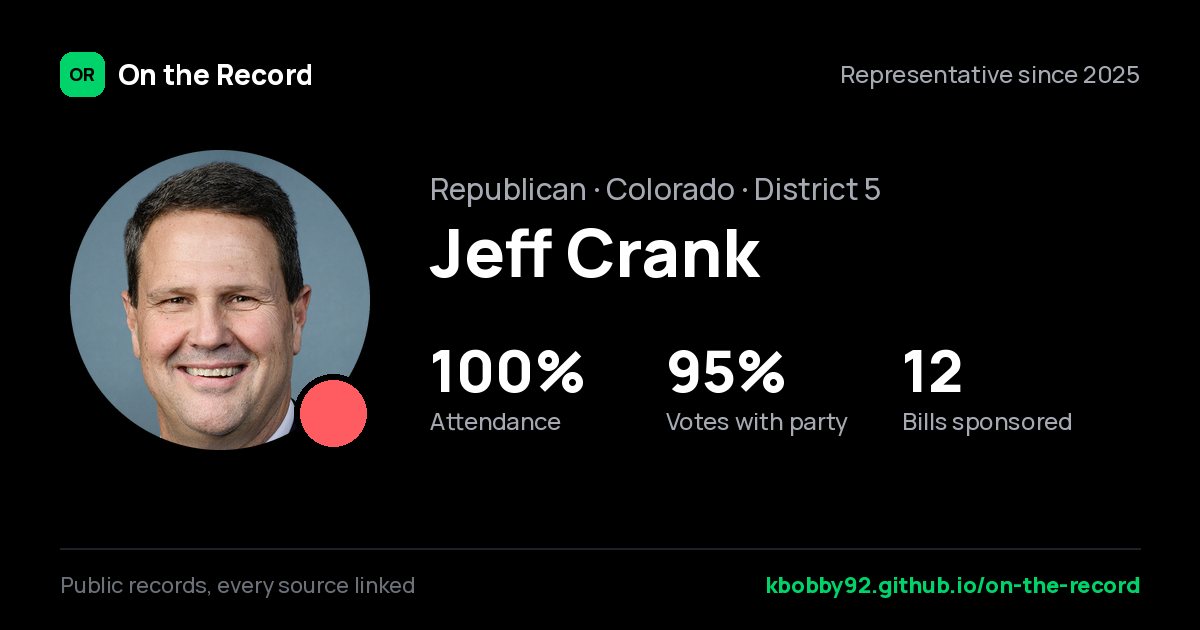 OR On the Record
Representative since 2025
Republican · Colorado · District 5
Jeff Crank
100% 95% 12
Attendance Votes with party Bills sponsored
Public records, every source linked
kbobby92.github.io/on-the-record